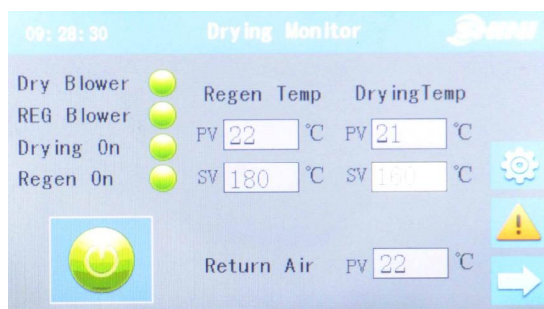 09:28:30 Drying Monitor
Dry Blower
REG Blower
Drying On
Regen On
Regen Temp DryingTemp
PV 22 ℃ PV 21 ℃
SV 180 ℃ SV 160 ℃
Return Air PV 22 ℃